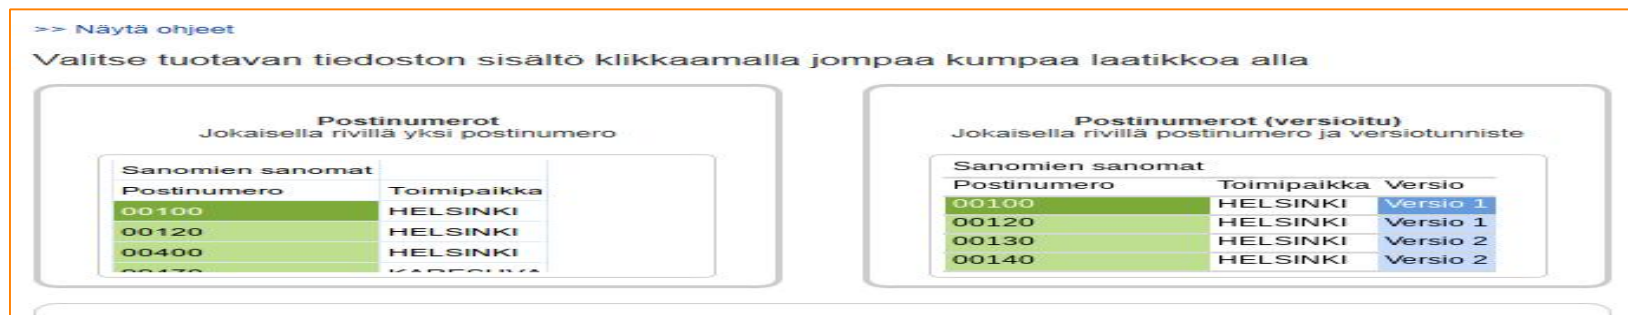 >> Näytä ohjeet
Valitse tuotavan tiedoston sisältö klikkaamalla jompaa kumpaa laatikkoa alla
Postinumerot
Jokaisella rivillä yksi postinumero
Sanomien sanomat
Postinumero Toimipaikka
00100 HELSINKI
00120 HELSINKI
00400 HELSINKI
Postinumerot (versioitu)
Jokaisella rivillä postinumero ja versiotunniste
Sanomien sanomat
Postinumero Toimipaikka Versio
00100 HELSINKI Versio 1
00120 HELSINKI Versio 1
00130 HELSINKI Versio 2
00140 HELSINKI Versio 2